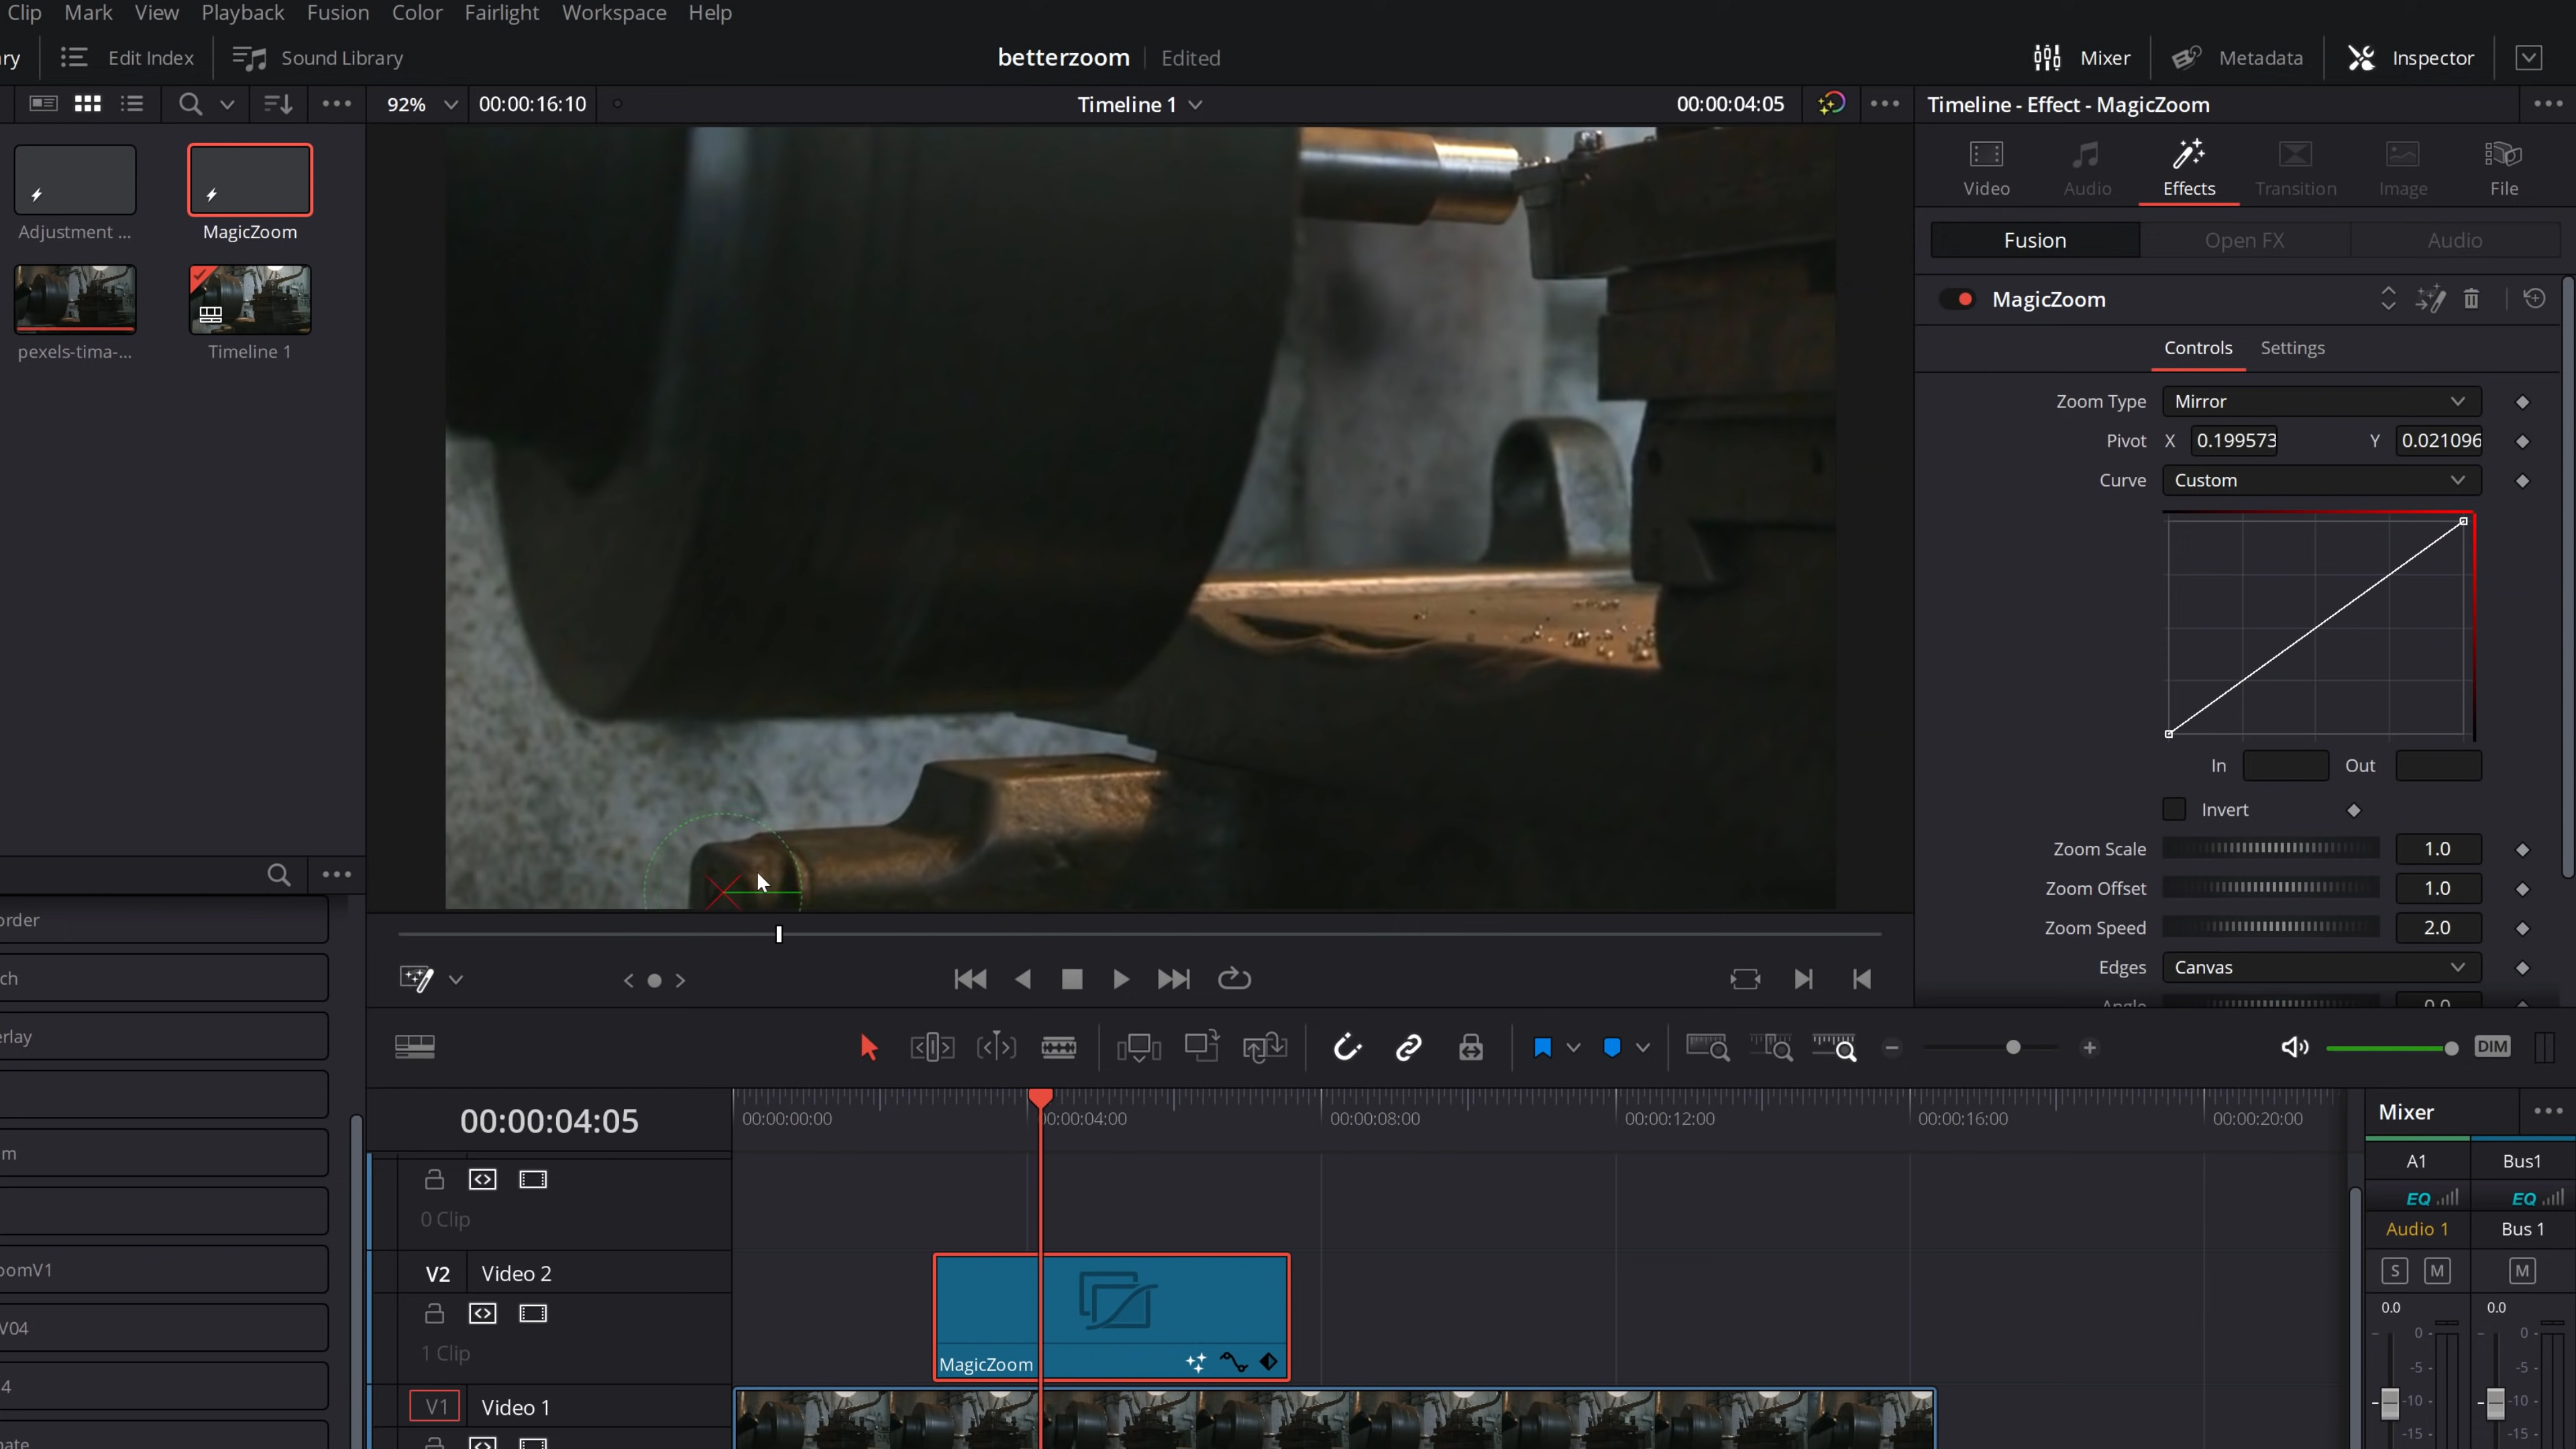 Clip Mark View Playback Fusion Color Fairlight Workspace Help
ry Edit Index Sound Library betterzoom Edited Mixer Metadata Inspector
92% 00:00:16:10 Timeline 1 00:00:04:05 Timeline - Effect - MagicZoom
Video Audio Effects Transition Image File
Adjustment ... MagicZoom
Fusion Open FX Audio
MagicZoom
pexels-tima-... Timeline 1
Controls Settings
Zoom Type Mirror
Pivot X 0.199573 Y 0.021096
Curve Custom
In Out
Invert
Zoom Scale 1.0
Zoom Offset 1.0
Zoom Speed 2.0
Edges Canvas
Angle 0.0
order
ch
erlay
m
oomV1
V04
4
nate
DIM
00:00:04:05
00:00:00:00 00:00:04:00 00:00:08:00 00:00:12:00 00:00:16:00 00:00:20:00
0 Clip
V2 Video 2
1 Clip
MagicZoom
V1 Video 1
Mixer
A1 Bus1
EQ EQ
Audio 1 Bus 1
S M M
0.0 0.0
0 0
-5 -5
-10 -10
-15 -15